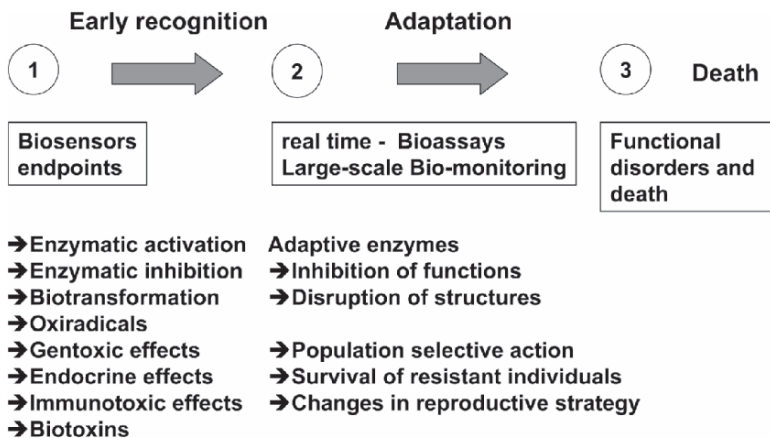 Early recognition
Adaptation
1
2
3
Death
Biosensors
endpoints
real time - Bioassays
Large-scale Bio-monitoring
Functional
disorders and
death
➔Enzymatic activation
➔Enzymatic inhibition
➔Biotransformation
➔Oxiradicals
➔Gentoxic effects
➔Endocrine effects
➔Immunotoxic effects
➔Biotoxins
Adaptive enzymes
➔Inhibition of functions
➔Disruption of structures
➔Population selective action
➔Survival of resistant individuals
➔Changes in reproductive strategy